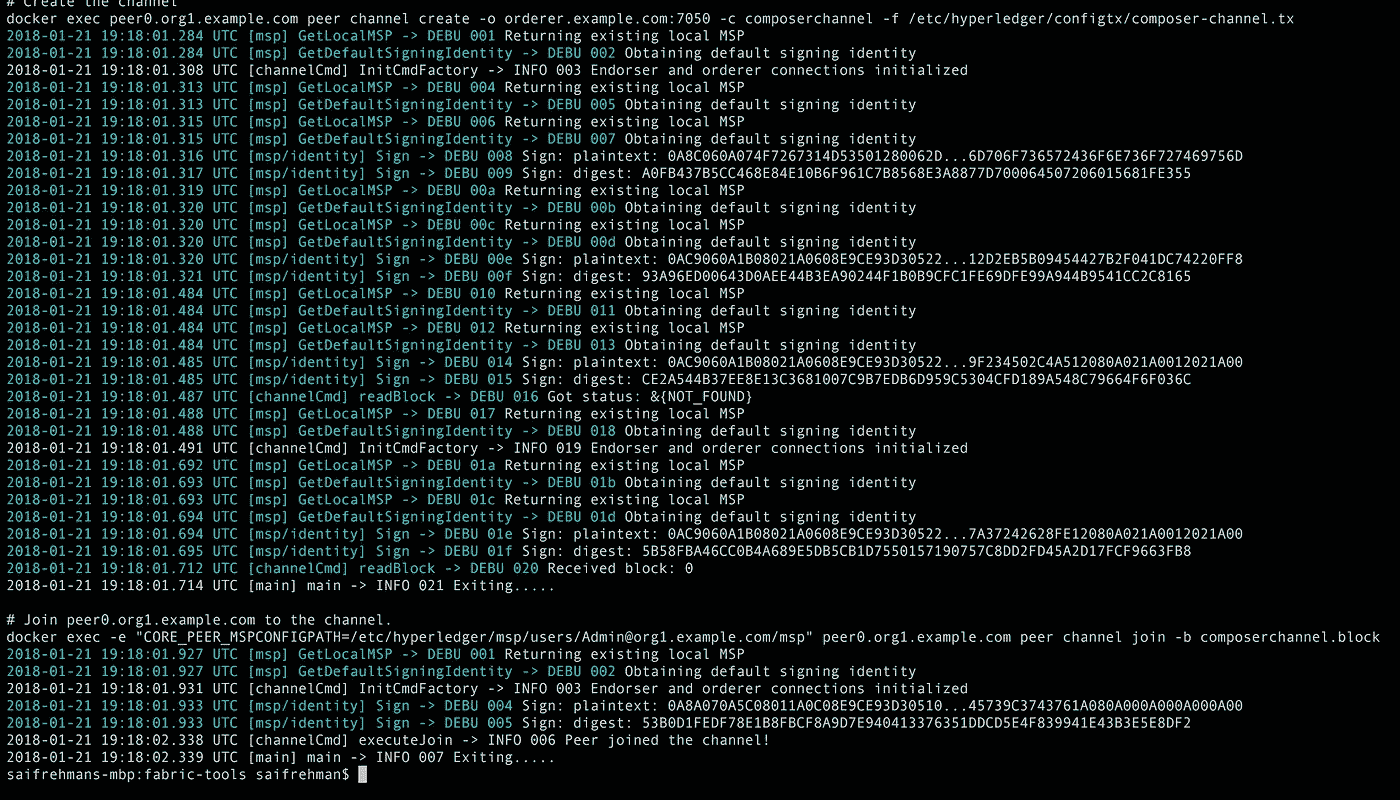 # Create the channel
docker exec peer0.org1.example.com peer channel create -o orderer.example.com:7050 -c composerchannel -f /etc/hyperledger/configtx/composer-channel.tx
2018-01-21 19:18:01.284 UTC [msp] GetLocalMSP -> DEBU 001 Returning existing local MSP
2018-01-21 19:18:01.284 UTC [msp] GetDefaultSigningIdentity -> DEBU 002 Obtaining default signing identity
2018-01-21 19:18:01.308 UTC [channelCmd] InitCmdFactory -> INFO 003 Endorser and orderer connections initialized
2018-01-21 19:18:01.313 UTC [msp] GetLocalMSP -> DEBU 004 Returning existing local MSP
2018-01-21 19:18:01.313 UTC [msp] GetDefaultSigningIdentity -> DEBU 005 Obtaining default signing identity
2018-01-21 19:18:01.315 UTC [msp] GetLocalMSP -> DEBU 006 Returning existing local MSP
2018-01-21 19:18:01.315 UTC [msp] GetDefaultSigningIdentity -> DEBU 007 Obtaining default signing identity
2018-01-21 19:18:01.316 UTC [msp/identity] Sign -> DEBU 008 Sign: plaintext: 0A8C060A074F7267314D53501280062D...6D706F736572436F6E736F727469756D
2018-01-21 19:18:01.317 UTC [msp/identity] Sign -> DEBU 009 Sign: digest: A0FB437B5CC468E84E10B6F961C7B8568E3A8877D700064507206015681FE355
2018-01-21 19:18:01.319 UTC [msp] GetLocalMSP -> DEBU 00a Returning existing local MSP
2018-01-21 19:18:01.320 UTC [msp] GetDefaultSigningIdentity -> DEBU 00b Obtaining default signing identity
2018-01-21 19:18:01.320 UTC [msp] GetLocalMSP -> DEBU 00c Returning existing local MSP
2018-01-21 19:18:01.320 UTC [msp] GetDefaultSigningIdentity -> DEBU 00d Obtaining default signing identity
2018-01-21 19:18:01.320 UTC [msp/identity] Sign -> DEBU 00e Sign: plaintext: 0AC9060A1B08021A0608E9CE93D30522...12D2EB5B09454427B2F041DC74220FF8
2018-01-21 19:18:01.321 UTC [msp/identity] Sign -> DEBU 00f Sign: digest: 93A96ED00643D0AEE44B3EA90244F1B0B9CFC1FE69DFE99A944B9541CC2C8165
2018-01-21 19:18:01.484 UTC [msp] GetLocalMSP -> DEBU 010 Returning existing local MSP
2018-01-21 19:18:01.484 UTC [msp] GetDefaultSigningIdentity -> DEBU 011 Obtaining default signing identity
2018-01-21 19:18:01.484 UTC [msp] GetLocalMSP -> DEBU 012 Returning existing local MSP
2018-01-21 19:18:01.484 UTC [msp] GetDefaultSigningIdentity -> DEBU 013 Obtaining default signing identity
2018-01-21 19:18:01.485 UTC [msp/identity] Sign -> DEBU 014 Sign: plaintext: 0AC9060A1B08021A0608E9CE93D30522...9F234502C4A512080A021A0012021A00
2018-01-21 19:18:01.485 UTC [msp/identity] Sign -> DEBU 015 Sign: digest: CE2A544B37EE8E13C3681007C9B7EDB6D959C5304CFD189A548C79664F6F036C
2018-01-21 19:18:01.487 UTC [channelCmd] readBlock -> DEBU 016 Got status: &{NOT_FOUND}
2018-01-21 19:18:01.488 UTC [msp] GetLocalMSP -> DEBU 017 Returning existing local MSP
2018-01-21 19:18:01.488 UTC [msp] GetDefaultSigningIdentity -> DEBU 018 Obtaining default signing identity
2018-01-21 19:18:01.491 UTC [channelCmd] InitCmdFactory -> INFO 019 Endorser and orderer connections initialized
2018-01-21 19:18:01.692 UTC [msp] GetLocalMSP -> DEBU 01a Returning existing local MSP
2018-01-21 19:18:01.693 UTC [msp] GetDefaultSigningIdentity -> DEBU 01b Obtaining default signing identity
2018-01-21 19:18:01.693 UTC [msp] GetLocalMSP -> DEBU 01c Returning existing local MSP
2018-01-21 19:18:01.694 UTC [msp] GetDefaultSigningIdentity -> DEBU 01d Obtaining default signing identity
2018-01-21 19:18:01.694 UTC [msp/identity] Sign -> DEBU 01e Sign: plaintext: 0AC9060A1B08021A0608E9CE93D30522...7A37242628FE12080A021A0012021A00
2018-01-21 19:18:01.695 UTC [msp/identity] Sign -> DEBU 01f Sign: digest: 5B58FBA46CC0B4A689E5DB5CB1D7550157190757C8DD2FD45A2D17FCF9663FB8
2018-01-21 19:18:01.712 UTC [channelCmd] readBlock -> DEBU 020 Received block: 0
2018-01-21 19:18:01.714 UTC [main] main -> INFO 021 Exiting.....
# Join peer0.org1.example.com to the channel.
docker exec -e "CORE_PEER_MSPCONFIGPATH=/etc/hyperledger/msp/users/Admin@org1.example.com/msp" peer0.org1.example.com peer channel join -b composerchannel.block
2018-01-21 19:18:01.927 UTC [msp] GetLocalMSP -> DEBU 001 Returning existing local MSP
2018-01-21 19:18:01.927 UTC [msp] GetDefaultSigningIdentity -> DEBU 002 Obtaining default signing identity
2018-01-21 19:18:01.931 UTC [channelCmd] InitCmdFactory -> INFO 003 Endorser and orderer connections initialized
2018-01-21 19:18:01.933 UTC [msp/identity] Sign -> DEBU 004 Sign: plaintext: 0A8A070A5C08011A0C08E9CE93D30510...45739C3743761A080A000A000A000A00
2018-01-21 19:18:01.933 UTC [msp/identity] Sign -> DEBU 005 Sign: digest: 53B0D1FEDF78E1B8FBCF8A9D7E940413376351DDCD5E4F839941E43B3E5E8DF2
2018-01-21 19:18:02.338 UTC [channelCmd] executeJoin -> INFO 006 Peer joined the channel!
2018-01-21 19:18:02.339 UTC [main] main -> INFO 007 Exiting.....
saifrehmans-mbp:fabric-tools saifrehman$